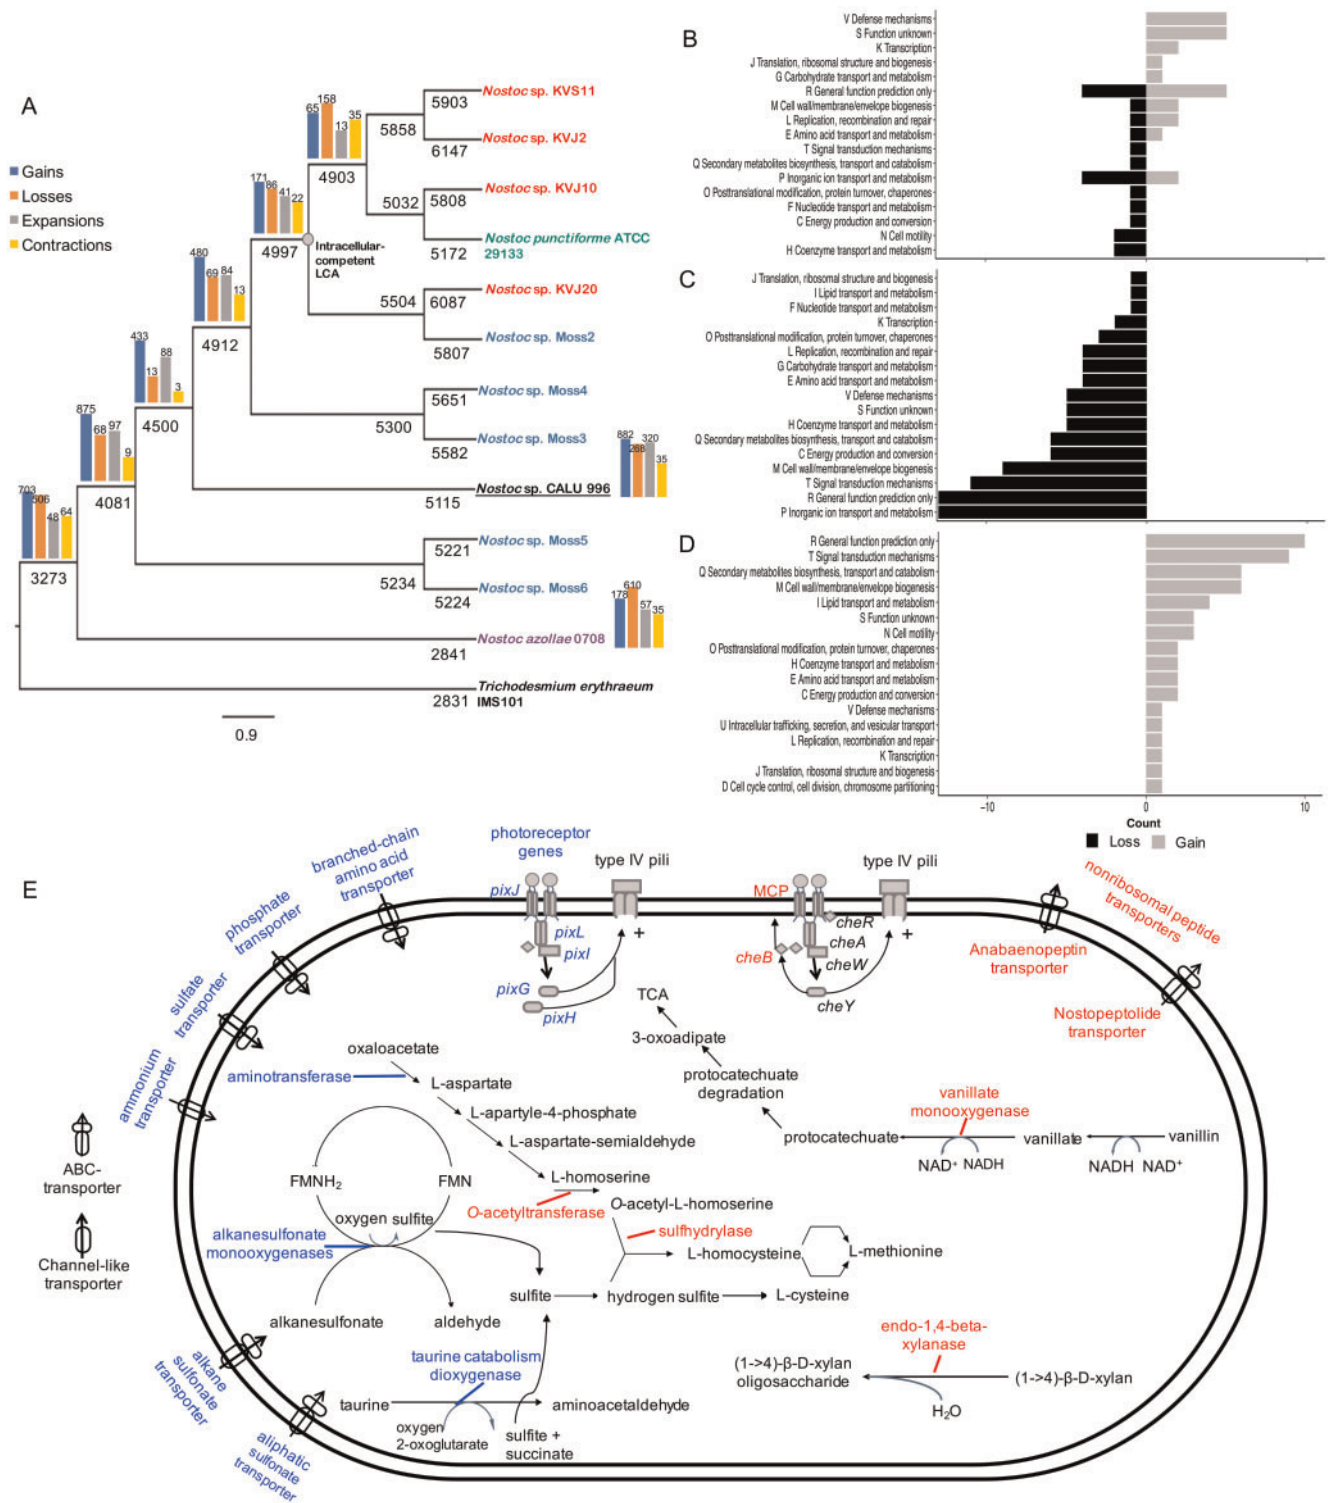 A
Gains
Losses
Expansions
Contractions
65
158
13
35
171
86
41
22
480
69
84
13
433
13
88
3
875
68
97
9
703
506
48
64
882
268
320
35
178
610
57
35
5903
Nostoc sp. KVS11
5858
6147
Nostoc sp. KVJ2
4903
5032
5808
Nostoc sp. KVJ10
5172
Nostoc punctiforme ATCC
29133
4997
Intracellular-
competent
LCA
5504
6087
Nostoc sp. KVJ20
5807
Nostoc sp. Moss2
4912
5651
Nostoc sp. Moss4
5300
5582
Nostoc sp. Moss3
4500
5115
Nostoc sp. CALU 996
4081
5221
Nostoc sp. Moss5
5234
5224
Nostoc sp. Moss6
3273
2841
Nostoc azollae 0708
2831
Trichodesmium erythraeum
IMS101
0.9
B
V Defense mechanisms
S Function unknown
K Transcription
J Translation, ribosomal structure and biogenesis
G Carbohydrate transport and metabolism
R General function prediction only
M Cell wall/membrane/envelope biogenesis
L Replication, recombination and repair
E Amino acid transport and metabolism
T Signal transduction mechanisms
Q Secondary metabolites biosynthesis, transport and catabolism
P Inorganic ion transport and metabolism
O Posttranslational modification, protein turnover, chaperones
F Nucleotide transport and metabolism
C Energy production and conversion
N Cell motility
H Coenzyme transport and metabolism
C
J Translation, ribosomal structure and biogenesis
I Lipid transport and metabolism
F Nucleotide transport and metabolism
K Transcription
O Posttranslational modification, protein turnover, chaperones
L Replication, recombination and repair
G Carbohydrate transport and metabolism
E Amino acid transport and metabolism
V Defense mechanisms
S Function unknown
H Coenzyme transport and metabolism
Q Secondary metabolites biosynthesis, transport and catabolism
C Energy production and conversion
M Cell wall/membrane/envelope biogenesis
T Signal transduction mechanisms
R General function prediction only
P Inorganic ion transport and metabolism
D
R General function prediction only
T Signal transduction mechanisms
Q Secondary metabolites biosynthesis, transport and catabolism
M Cell wall/membrane/envelope biogenesis
I Lipid transport and metabolism
S Function unknown
N Cell motility
O Posttranslational modification, protein turnover, chaperones
H Coenzyme transport and metabolism
E Amino acid transport and metabolism
C Energy production and conversion
V Defense mechanisms
U Intracellular trafficking, secretion, and vesicular transport
L Replication, recombination and repair
K Transcription
J Translation, ribosomal structure and biogenesis
D Cell cycle control, cell division, chromosome partitioning
-10
0
10
Count
Loss
Gain
E
branched-chain
amino acid
transporter
phosphate
transporter
sulfate
transporter
ammonium
transporter
ABC-
transporter
Channel-like
transporter
alkane
sulfonate
transporter
aliphatic
sulfonate
transporter
photoreceptor
genes
type IV pili
pixJ
pixL
pixI
+
pixG
pixH
MCP
type IV pili
cheR
cheA
cheB
cheW
+
cheY
nonribosomal peptide
transporters
Anabaenopeptin
transporter
Nostopeptolide
transporter
TCA
3-oxoadipate
protocatechuate
degradation
protocatechuate
vanillate
monooxygenase
vanillate
vanillin
NAD⁺ NADH
NADH NAD⁺
oxaloacetate
aminotransferase
L-aspartate
L-apartyle-4-phosphate
L-aspartate-semialdehyde
L-homoserine
O-acetyltransferase
O-acetyl-L-homoserine
sulfhydrylase
L-homocysteine
L-methionine
FMNH₂
FMN
oxygen sulfite
alkanesulfonate
monooxygenases
alkanesulfonate
aldehyde
sulfite
hydrogen sulfite
L-cysteine
taurine catabolism
dioxygenase
taurine
aminoacetaldehyde
oxygen
2-oxoglutarate
sulfite +
succinate
endo-1,4-beta-
xylanase
(1->4)-β-D-xylan
oligosaccharide
(1->4)-β-D-xylan
H₂O